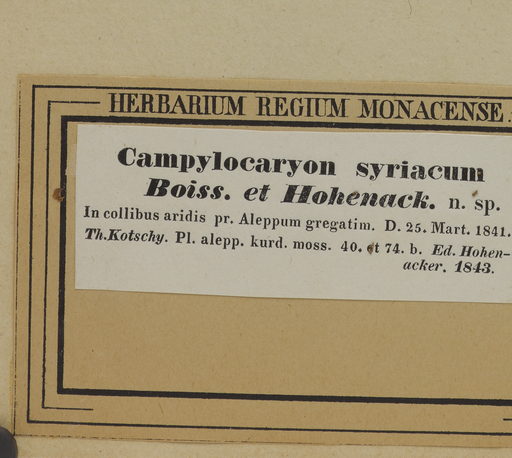 HERBARIUM REGIUM MONACENSE.
Campylocaryon syriacum
Boiss. et Hohenack. n. sp.
In collibus aridis pr. Aleppum gregatim. D. 25. Mart. 1841.
Th. Kotschy. Pl. alepp. kurd. moss. 40. et 74. b. Ed. Hohen-
acker. 1843.